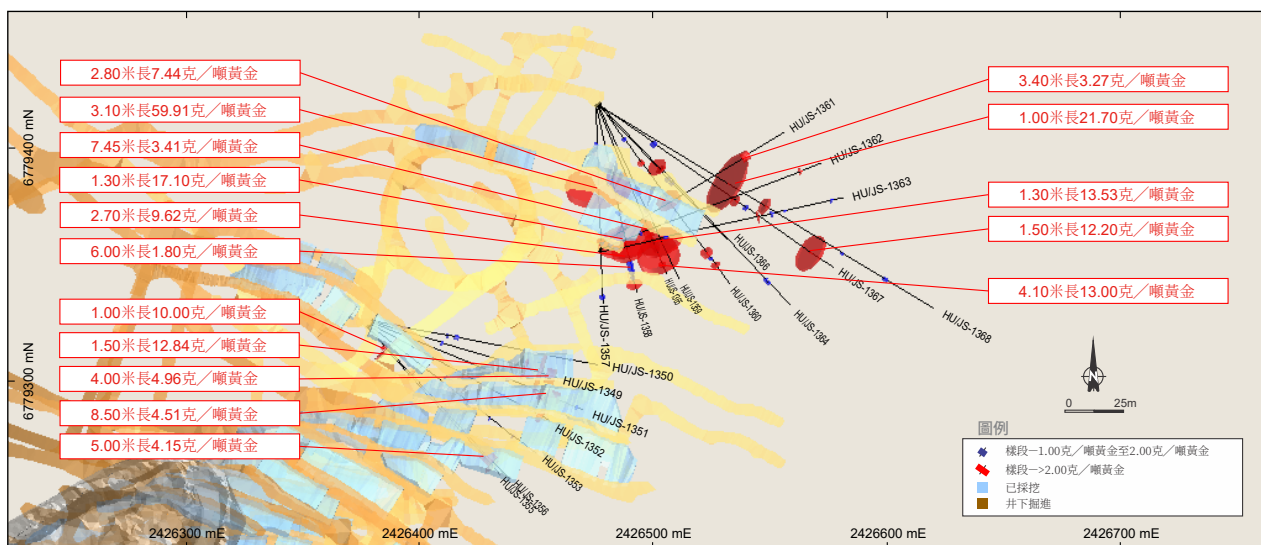 2.80米長7.44克／噸黃金
3.10米長59.91克／噸黃金
7.45米長3.41克／噸黃金
1.30米長17.10克／噸黃金
2.70米長9.62克／噸黃金
6.00米長1.80克／噸黃金
1.00米長10.00克／噸黃金
1.50米長12.84克／噸黃金
4.00米長4.96克／噸黃金
8.50米長4.51克／噸黃金
5.00米長4.15克／噸黃金
3.40米長3.27克／噸黃金
1.00米長21.70克／噸黃金
1.30米長13.53克／噸黃金
1.50米長12.20克／噸黃金
4.10米長13.00克／噸黃金
6779400 mN
6779300 mN
HU/JS-1361
HU/JS-1362
HU/JS-1363
HU/JS-1366
HU/JS-1367
HU/JS-1368
HU/JS-1364
HU/JS-1360
HU/JS-1359
HU/JS-1358
HU/JS-1357
HU/JS-1350
HU/JS-1349
HU/JS-1351
HU/JS-1352
HU/JS-1353
HU/JS-1356
HU/JS-1355
N
0 25m
圖例
樣段－1.00克／噸黃金至2.00克／噸黃金
樣段－>2.00克／噸黃金
已採挖
井下掘進
2426300 mE
2426400 mE
2426500 mE
2426600 mE
2426700 mE